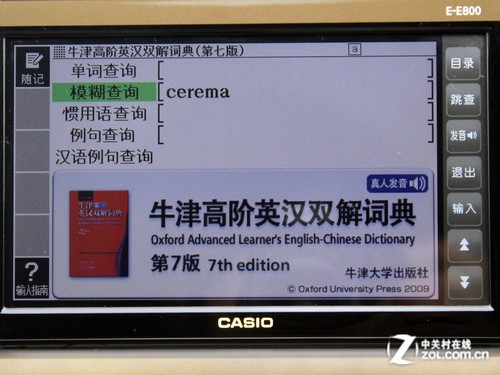 E-E800
牛津高阶英汉双解词典(第七版) a
随记
单词查询
模糊查询 cerema
惯用语查询
例句查询
汉语例句查询
目录
跳查
发音
退出
输入
真人发音
牛津高阶英汉双解词典
Oxford Advanced Learner's English-Chinese Dictionary
第7版 7th edition
牛津大学出版社
© Oxford University Press 2009
?
输入指南
CASIO
Z 中关村在线
ZOL.COM.CN